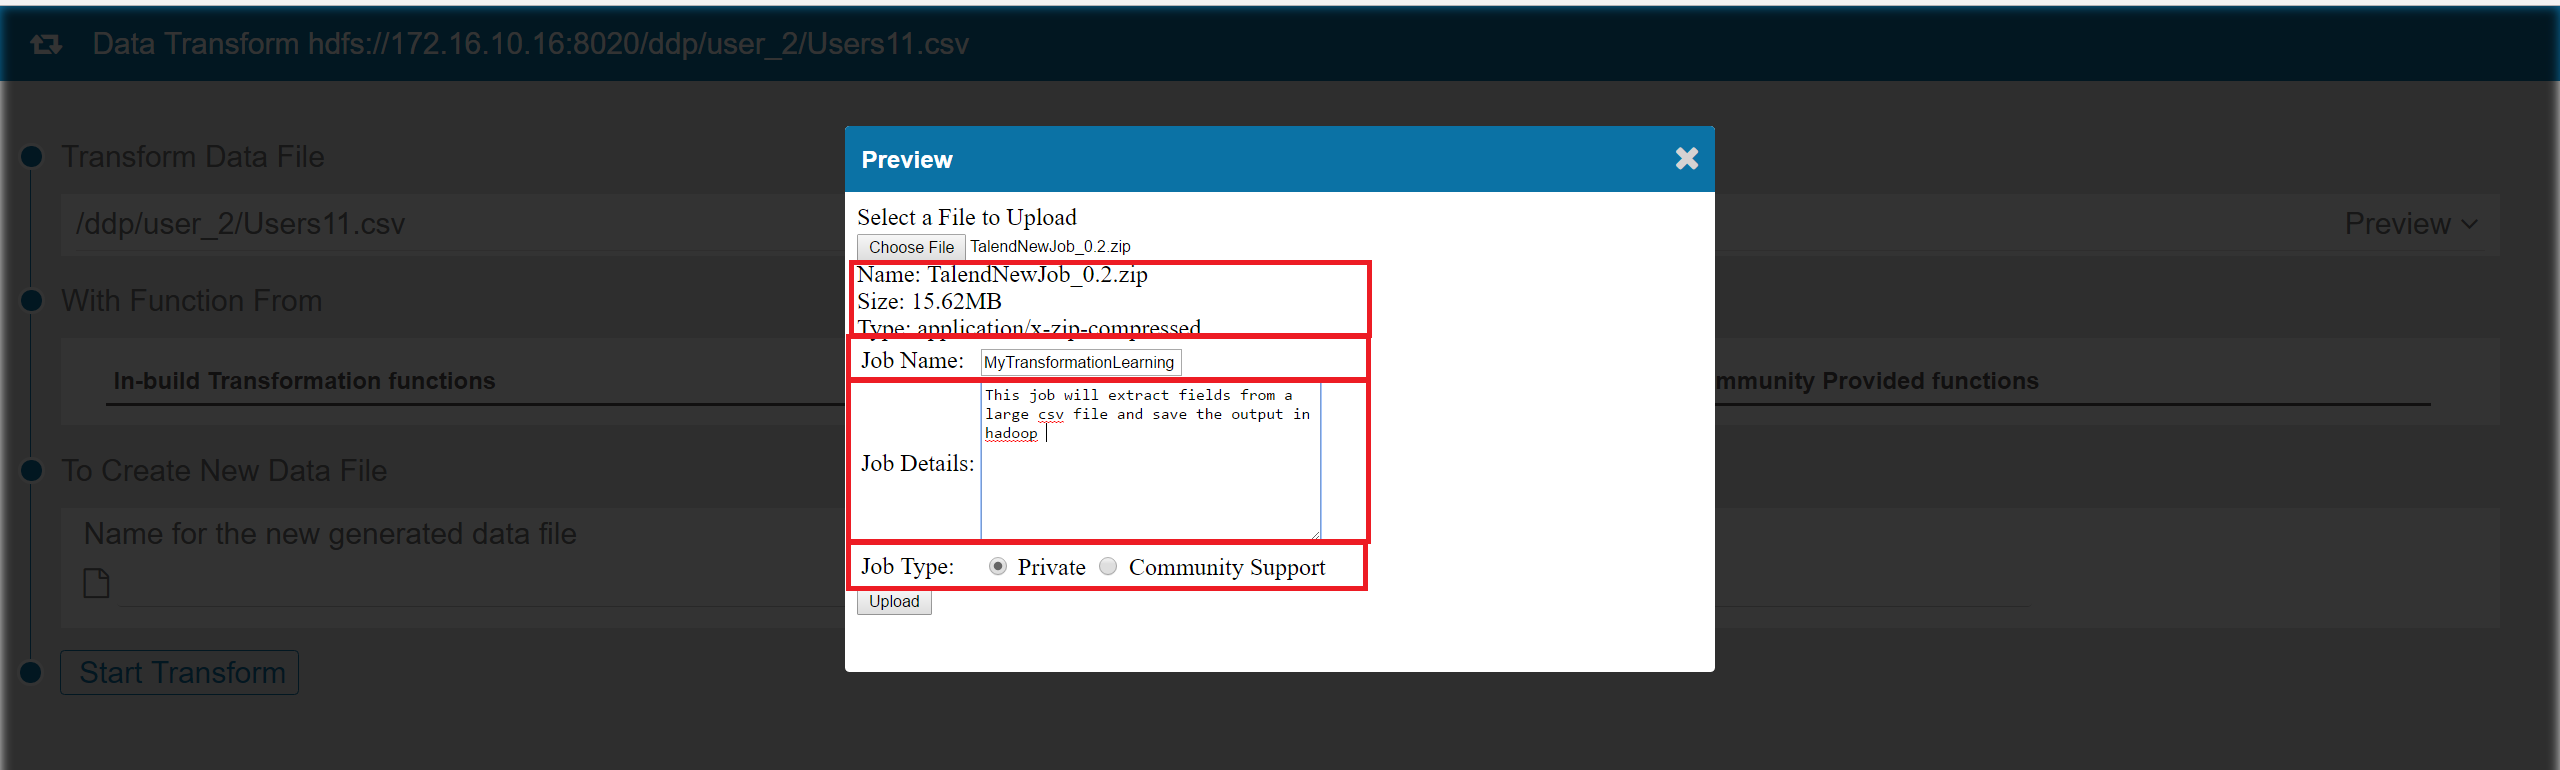 Data Transform hdfs://172.16.10.16:8020/ddp/user_2/Users11.csv
Transform Data File
/ddp/user_2/Users11.csv
Preview
With Function From
In-build Transformation functions
mmunity Provided functions
To Create New Data File
Name for the new generated data file
Start Transform
Preview
Select a File to Upload
Choose File TalendNewJob_0.2.zip
Name: TalendNewJob_0.2.zip
Size: 15.62MB
Type: application/x-zip-compressed
Job Name: MyTransformationLearning
Job Details:
This job will extract fields from a
large csv file and save the output in
hadoop
Job Type: Private Community Support
Upload